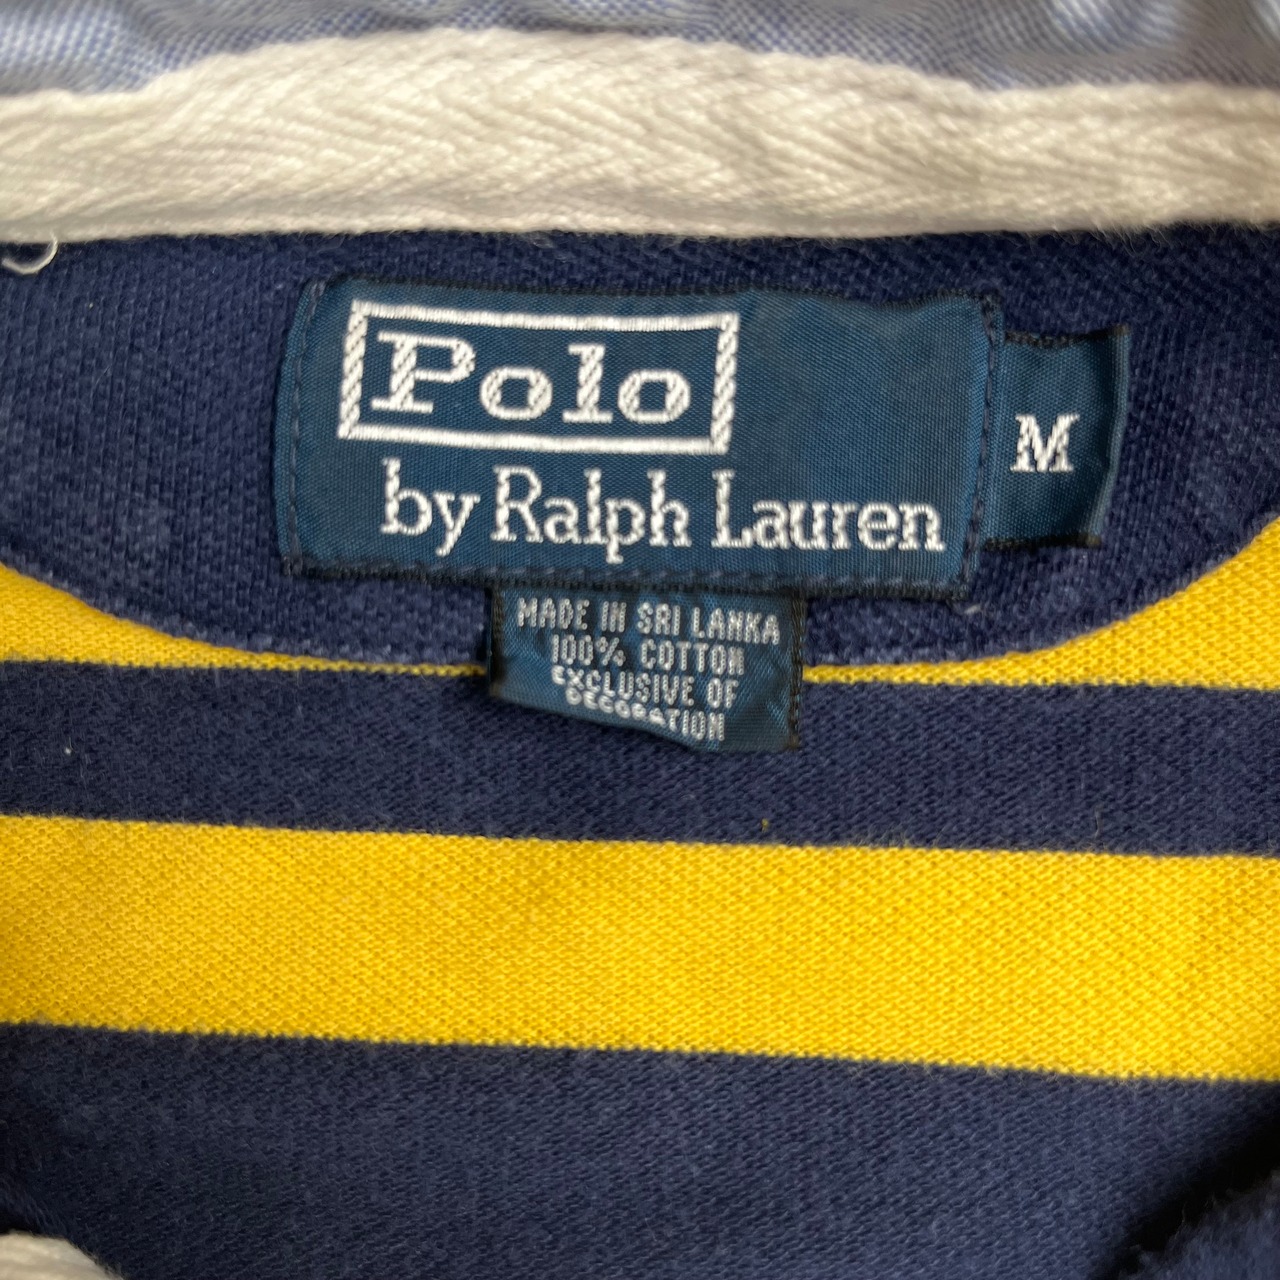 Polo
by Ralph Lauren
M
MADE IN SRI LANKA
100% COTTON
EXCLUSIVE OF
DECORATION